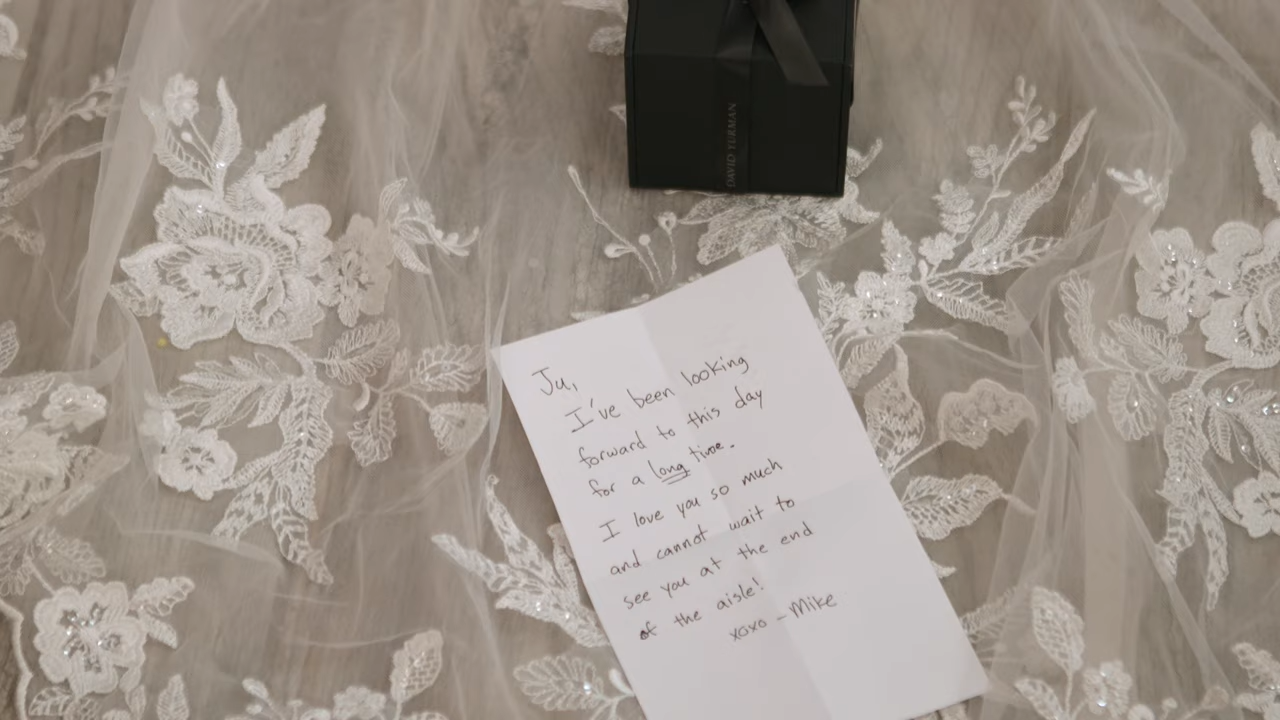 DAVID YURMAN
Ju,
I've been looking
forward to this day
for a long time.
I love you so much
and cannot wait to
see you at the end
of the aisle!
xoxo - Mike